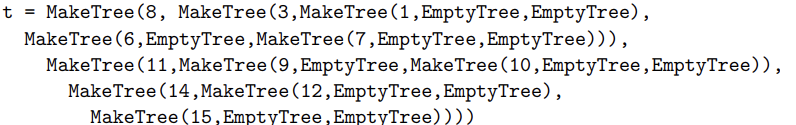 t = MakeTree(8, MakeTree(3,MakeTree(1,EmptyTree,EmptyTree),
MakeTree(6,EmptyTree,MakeTree(7,EmptyTree,EmptyTree))),
MakeTree(11,MakeTree(9,EmptyTree,MakeTree(10,EmptyTree,EmptyTree)),
MakeTree(14,MakeTree(12,EmptyTree,EmptyTree),
MakeTree(15,EmptyTree,EmptyTree))))